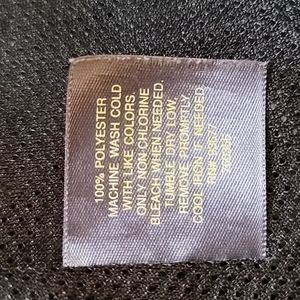 100% POLYESTER
MACHINE WASH COLD
WITH LIKE COLORS.
ONLY NON-CHLORINE
BLEACH WHEN NEEDED.
TUMBLE DRY LOW.
REMOVE PROMPTLY
COOL IRON IF NEEDED.